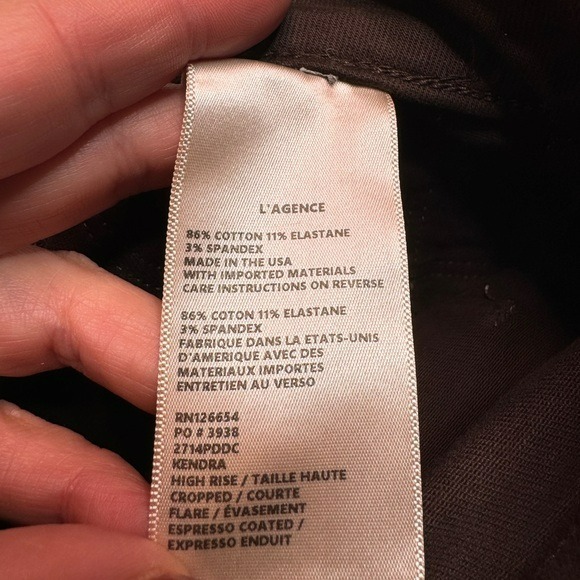 L'AGENCE
86% COTTON 11% ELASTANE
3% SPANDEX
MADE IN THE USA
WITH IMPORTED MATERIALS
CARE INSTRUCTIONS ON REVERSE
86% COTON 11% ELASTANE
3% SPANDEX
FABRIQUE DANS LA ETATS-UNIS
D'AMERIQUE AVEC DES
MATERIAUX IMPORTES
ENTRETIEN AU VERSO
RN126654
PO # 3938
2714PDDC
KENDRA
HIGH RISE / TAILLE HAUTE
CROPPED / COURTE
FLARE / ÉVASEMENT
ESPRESSO COATED /
EXPRESSO ENDUIT